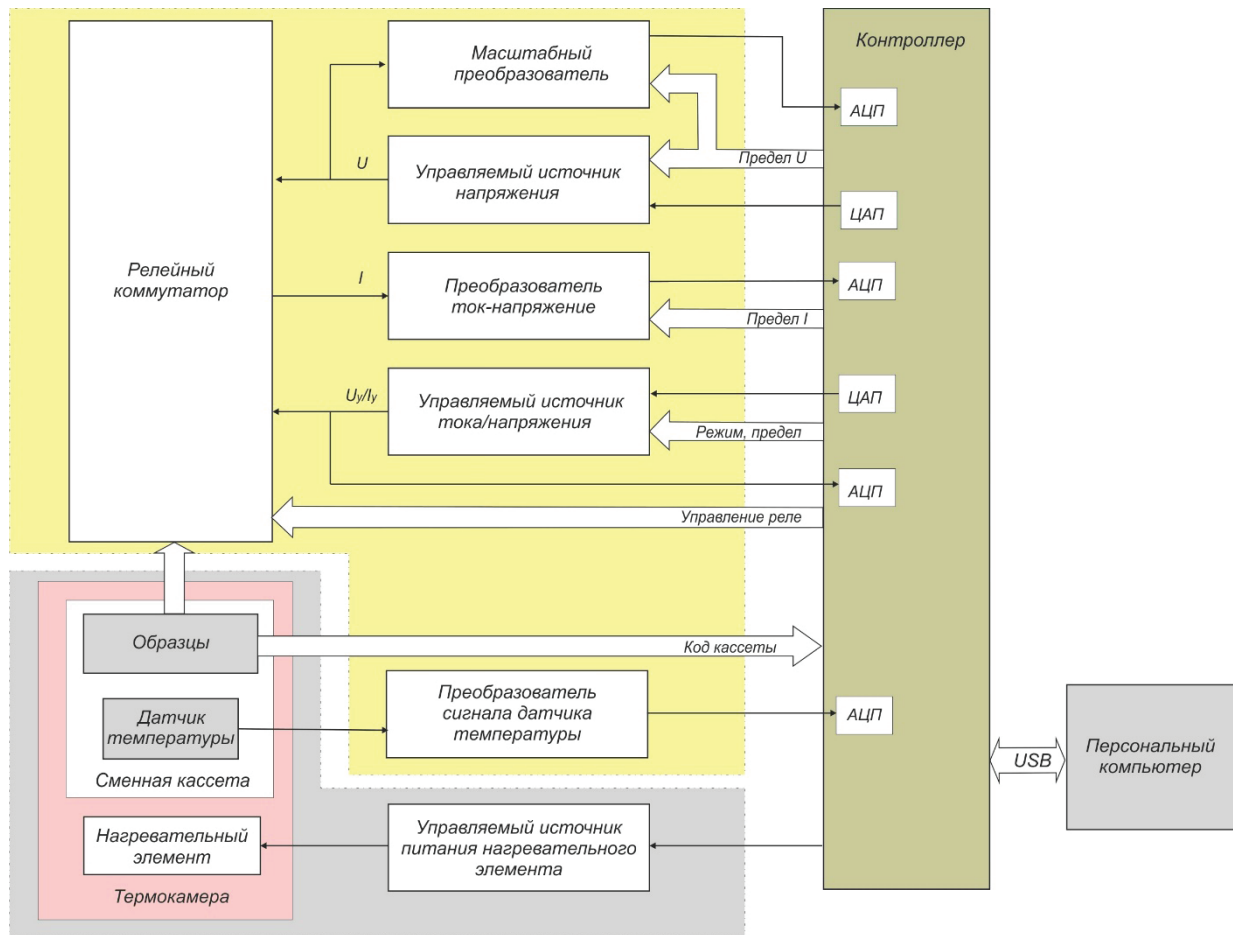 Масштабный
преобразователь
Контроллер
АЦП
U
Управляемый источник
напряжения
Предел U
ЦАП
Релейный
коммутатор
I
Преобразователь
ток-напряжение
АЦП
Предел I
Uу/Iу
Управляемый источник
тока/напряжения
ЦАП
Режим, предел
АЦП
Управление реле
Образцы
Код кассеты
Датчик
температуры
Преобразователь
сигнала датчика
температуры
АЦП
Персональный
компьютер
USB
Сменная кассета
Нагревательный
элемент
Управляемый источник
питания нагревательного
элемента
Термокамера